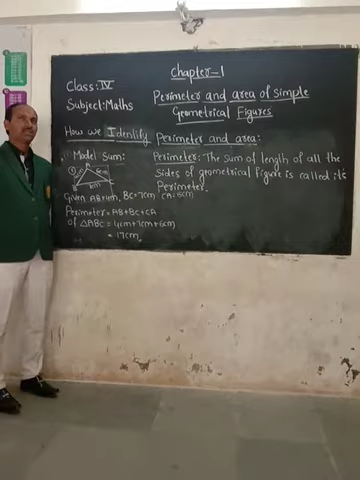 Chapter-1
Class: IV
Subject: Maths
Perimeter and area of Simple
Geometrical Figures
How we Identify Perimeter and area:
Model Sum:
Perimeter: The sum of length of all the
sides of geometrical figure is called it's
Perimeter.
Given AB=4cm, BC=7cm CA=6cm
Perimeter = AB+BC+CA
of △ABC = 4cm+7cm+6cm
= 17cm